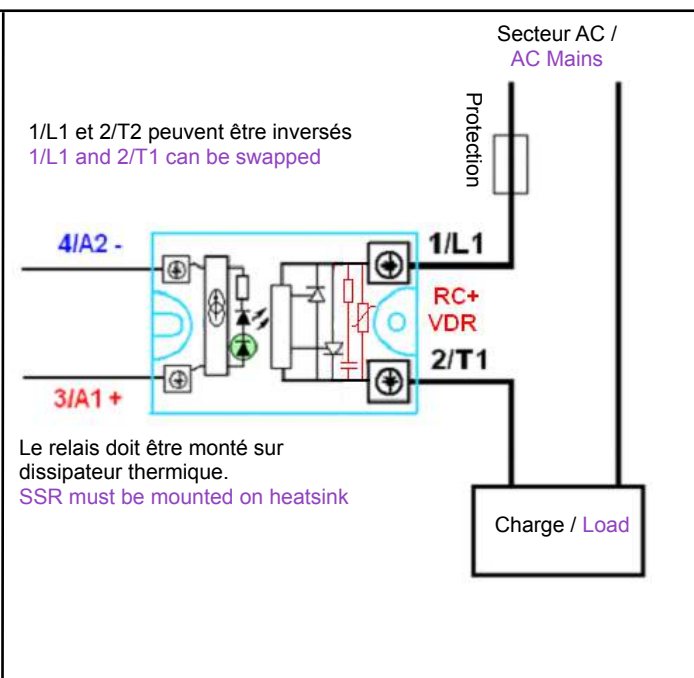 Secteur AC /
AC Mains
Protection
1/L1 et 2/T2 peuvent être inversés
1/L1 and 2/T1 can be swapped
4/A2 -
1/L1
RC+
VDR
2/T1
3/A1 +
Le relais doit être monté sur
dissipateur thermique.
SSR must be mounted on heatsink
Charge / Load